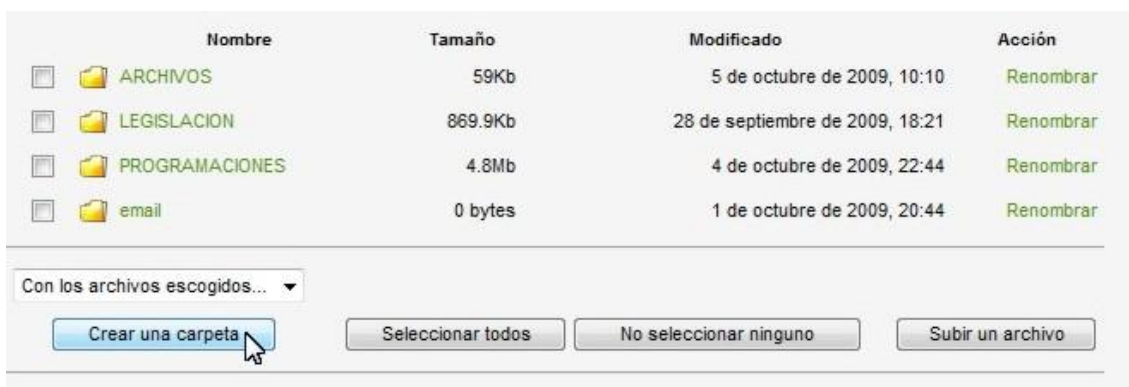 Nombre Tamaño Modificado Acción
ARCHIVOS 59Kb 5 de octubre de 2009, 10:10 Renombrar
LEGISLACION 869.9Kb 28 de septiembre de 2009, 18:21 Renombrar
PROGRAMACIONES 4.8Mb 4 de octubre de 2009, 22:44 Renombrar
email 0 bytes 1 de octubre de 2009, 20:44 Renombrar
Con los archivos escogidos...
Crear una carpeta Seleccionar todos No seleccionar ninguno Subir un archivo